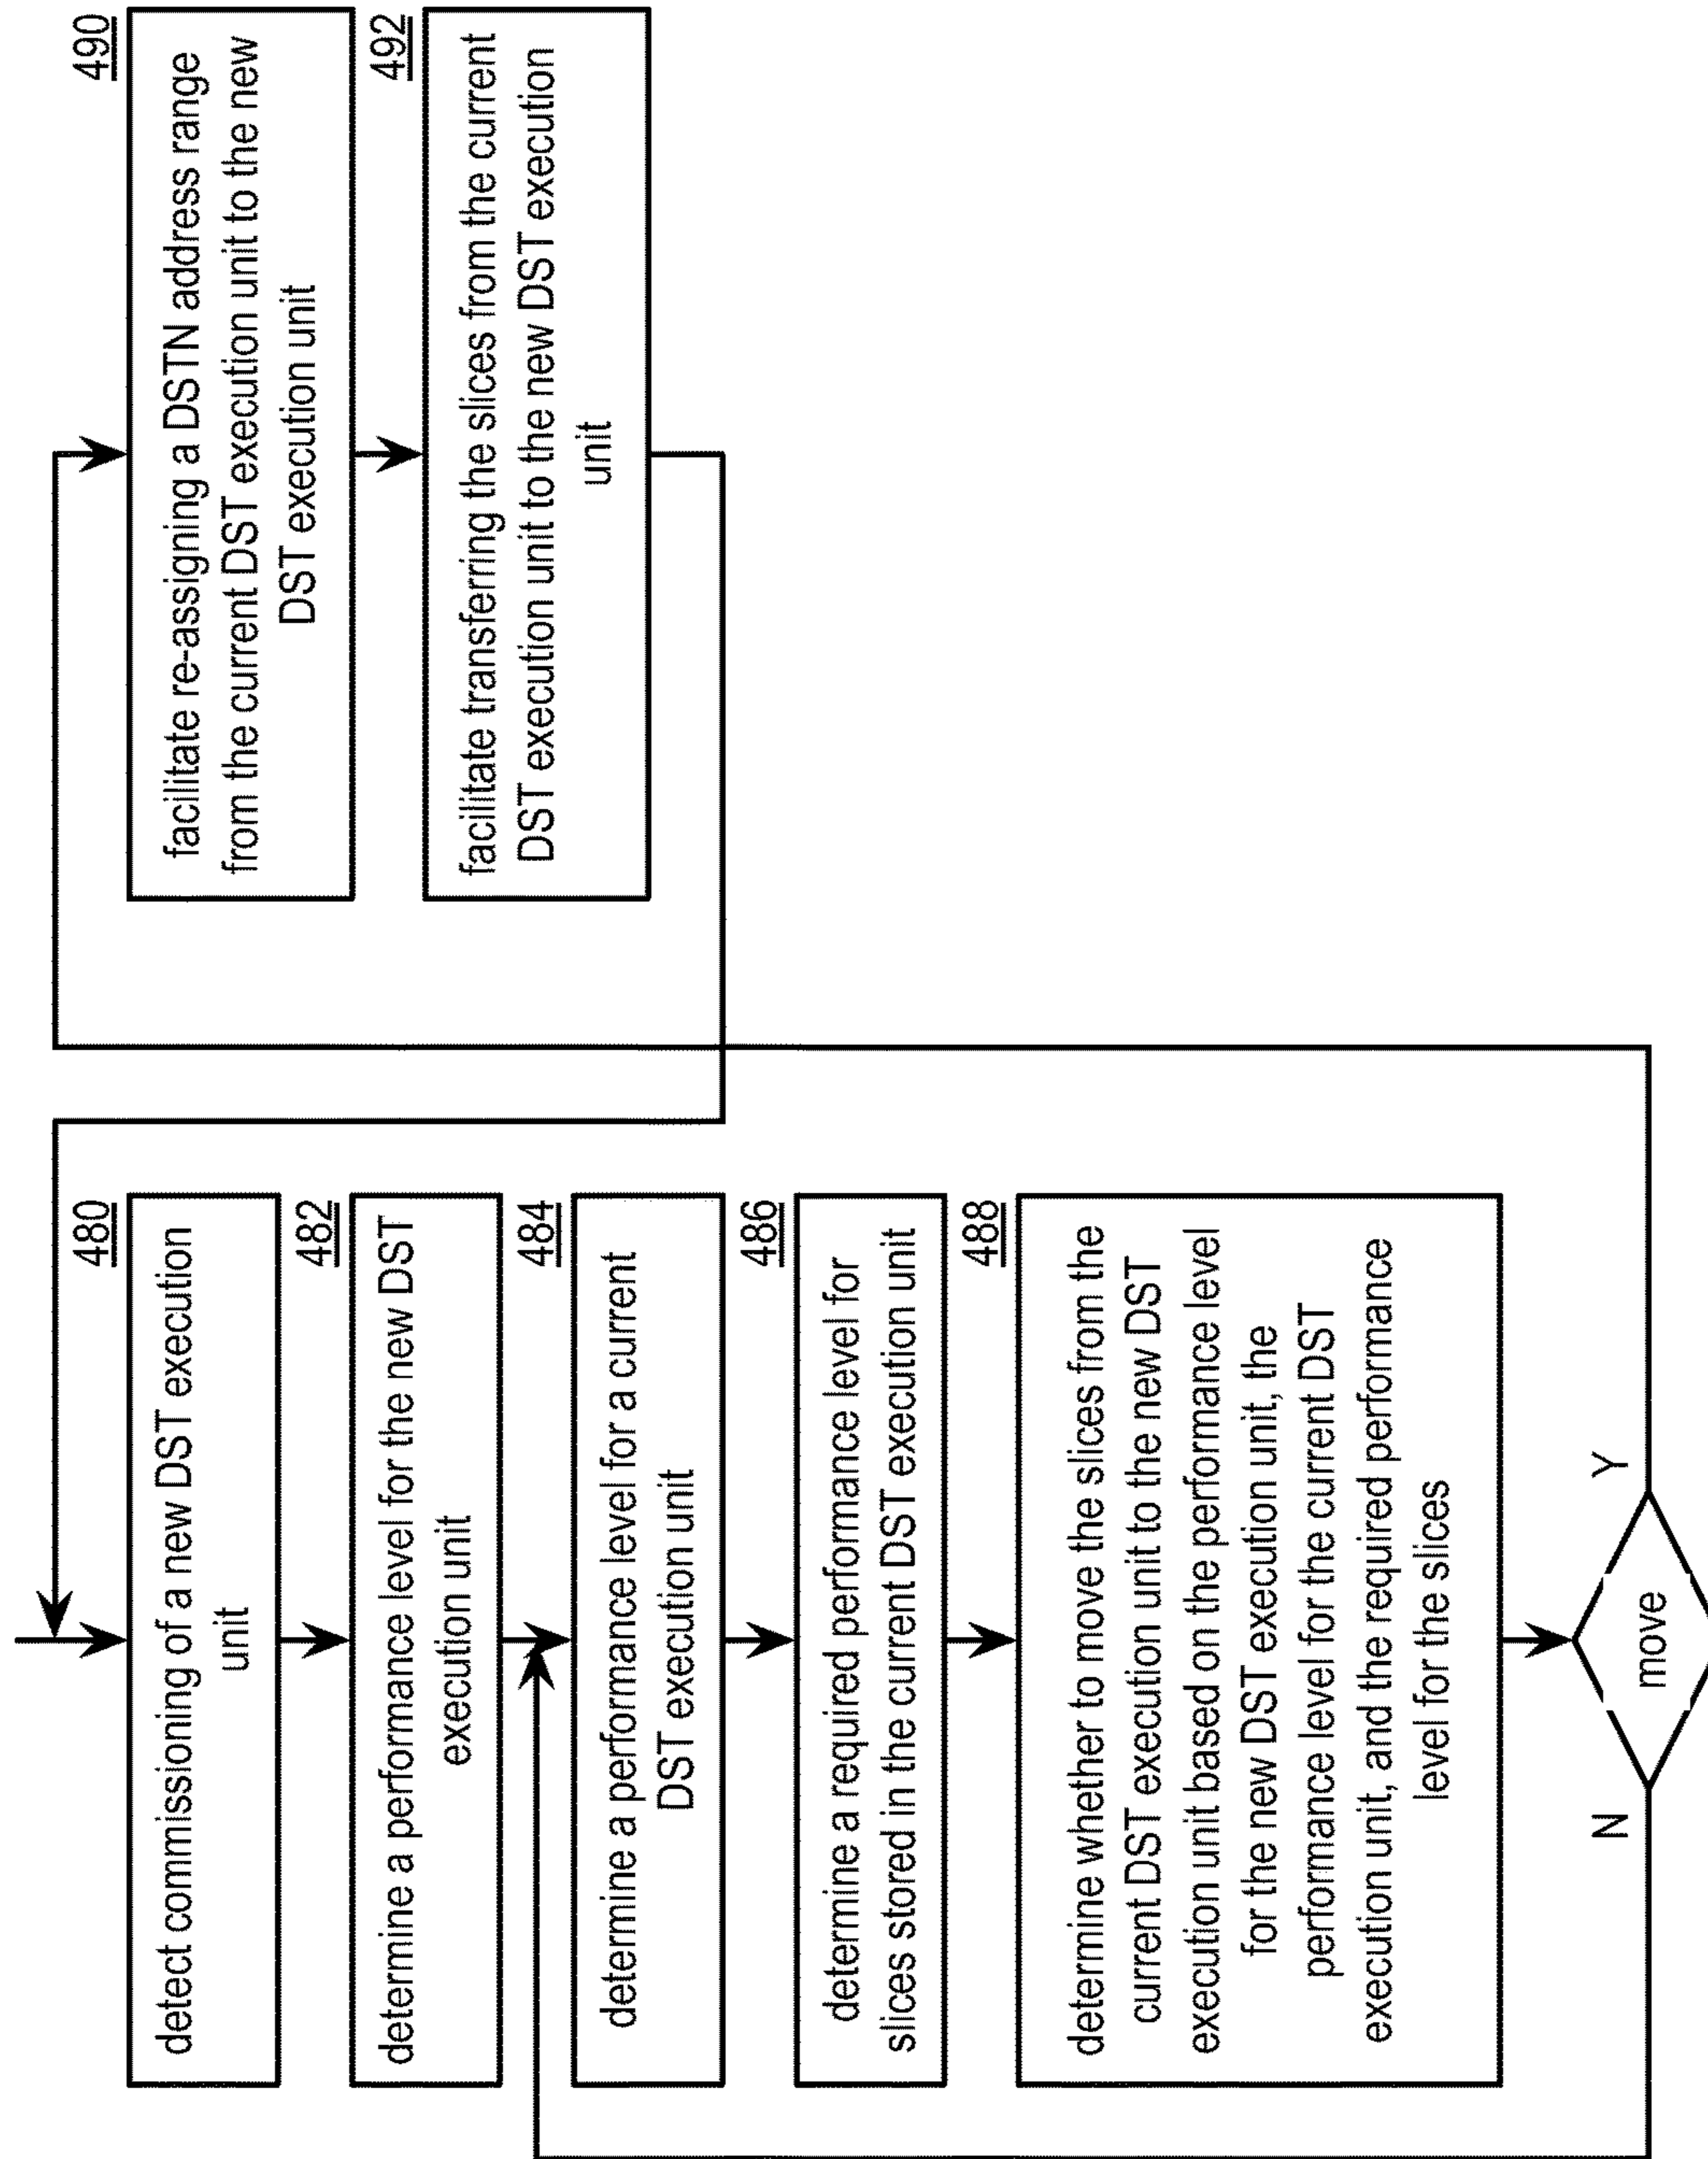 480
detect commissioning of a new DST execution
unit
482
determine a performance level for the new DST
execution unit
484
determine a performance level for a current
DST execution unit
486
determine a required performance level for
slices stored in the current DST execution unit
488
determine whether to move the slices from the
current DST execution unit to the new DST
execution unit based on the performance level
for the new DST execution unit, the
performance level for the current DST
execution unit, and the required performance
level for the slices
N
move
Y
490
facilitate re-assigning a DSTN address range
from the current DST execution unit to the new
DST execution unit
492
facilitate transferring the slices from the current
DST execution unit to the new DST execution
unit